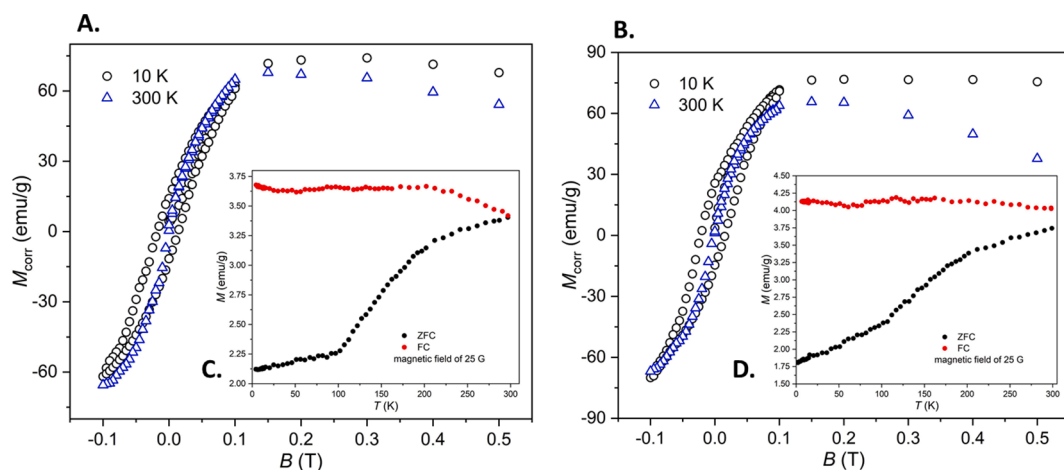 A.
10 K
300 K
60
30
0
-30
-60
M_corr (emu/g)
-0.1 0.0 0.1 0.2 0.3 0.4 0.5
B (T)
3.75
3.50
3.25
3.00
2.75
2.50
2.25
2.00
M (emu/g)
C.
ZFC
FC
magnetic field of 25 G
0 50 100 150 200 250 300
T (K)
B.
10 K
300 K
90
60
30
0
-30
-60
-90
M_corr (emu/g)
-0.1 0.0 0.1 0.2 0.3 0.4 0.5
B (T)
4.50
4.25
4.00
3.75
3.50
3.25
3.00
2.75
2.50
2.25
2.00
1.75
1.50
M (emu/g)
D.
ZFC
FC
magnetic field of 25 G
0 50 100 150 200 250 300
T (K)